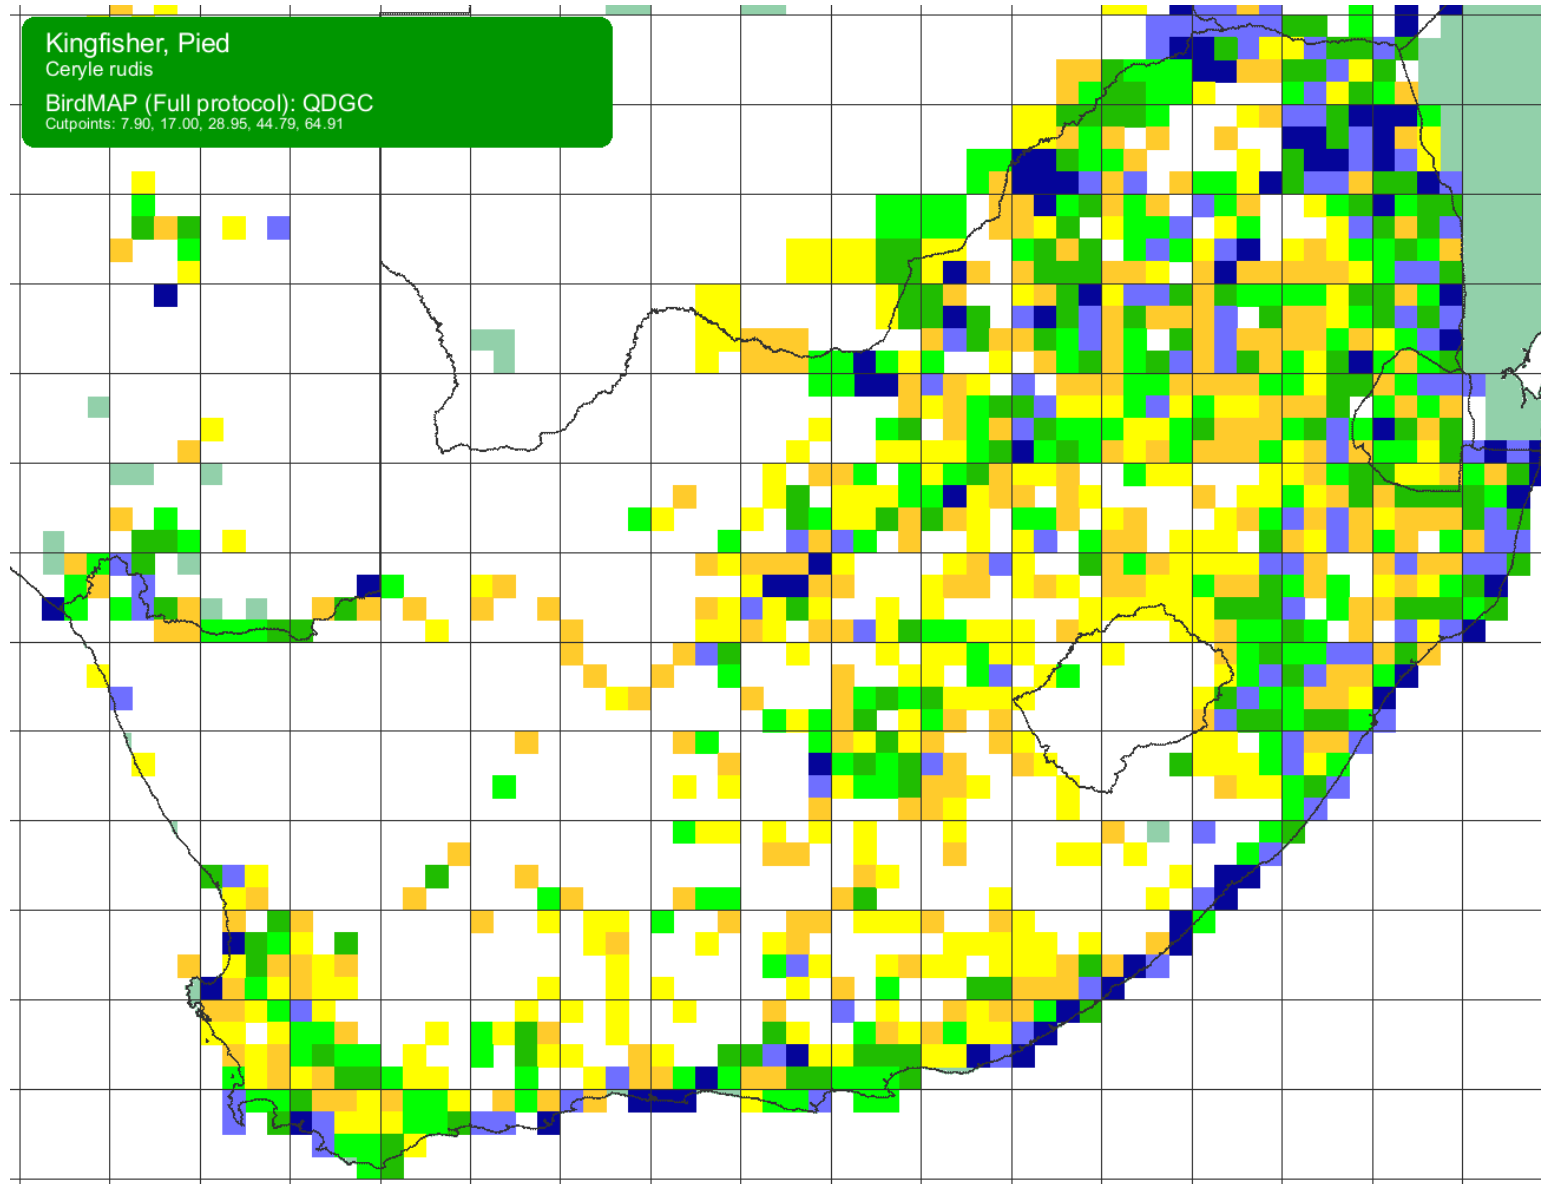 Kingfisher, Pied
Ceryle rudis
BirdMAP (Full protocol): QDGC
Cutpoints: 7.90, 17.00, 28.95, 44.79, 64.91